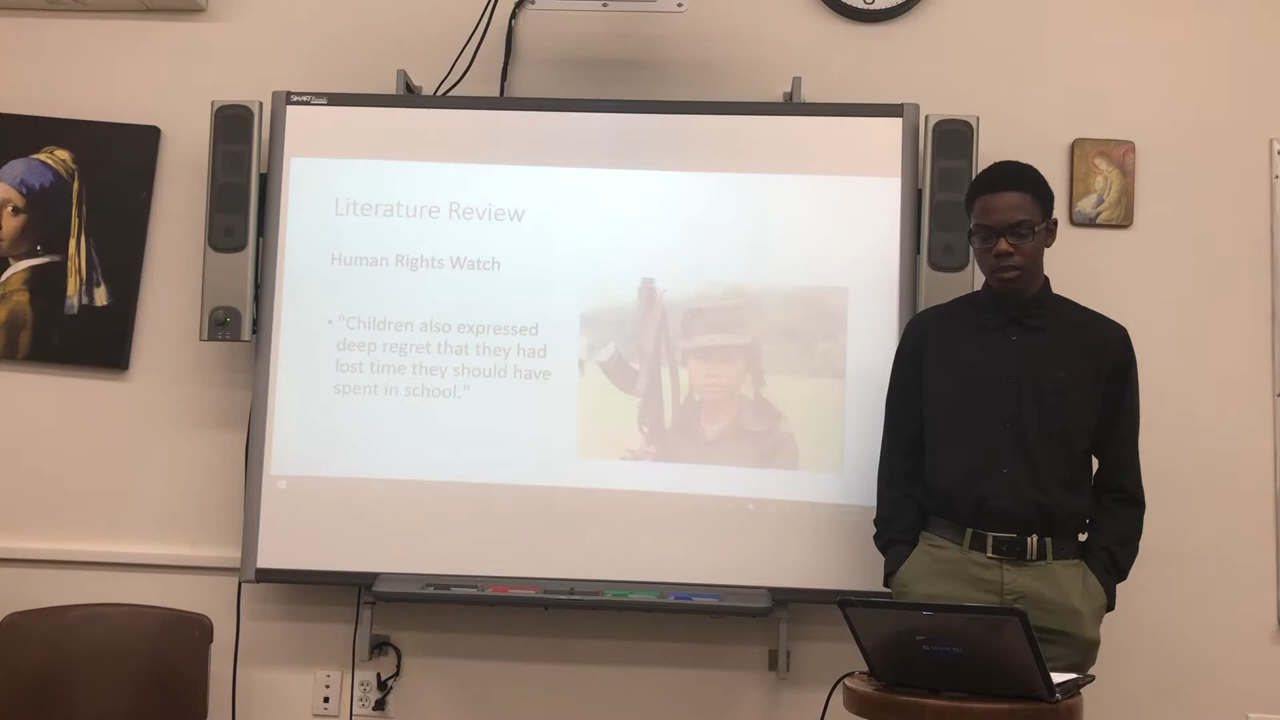 SMART
Literature Review
Human Rights Watch
• "Children also expressed
deep regret that they had
lost time they should have
spent in school."